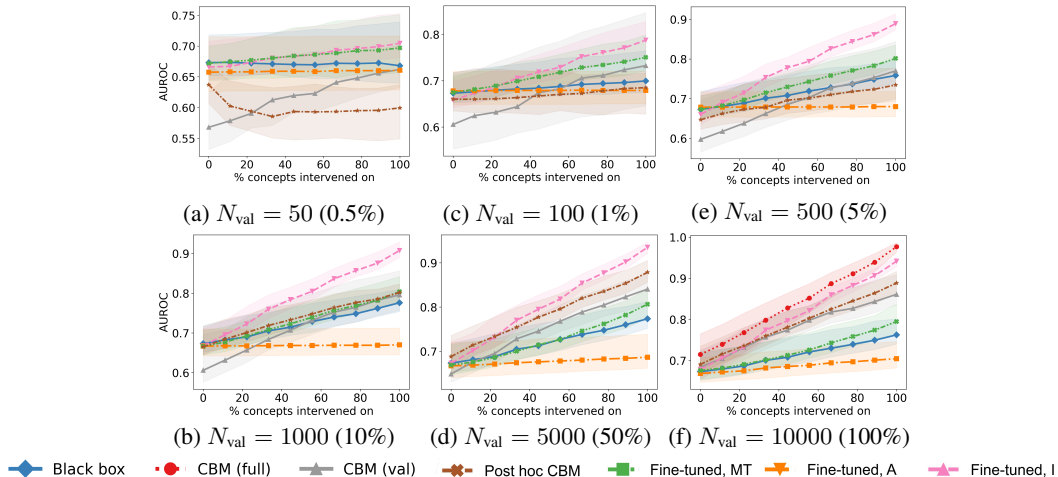 0.75
0.70
0.65
0.60
0.55
AUROC
0 20 40 60 80 100
% concepts intervened on
(a) N_val = 50 (0.5%)
0.8
0.7
0.6
0 20 40 60 80 100
% concepts intervened on
(c) N_val = 100 (1%)
0.9
0.8
0.7
0.6
0 20 40 60 80 100
% concepts intervened on
(e) N_val = 500 (5%)
0.9
0.8
0.7
0.6
AUROC
0 20 40 60 80 100
% concepts intervened on
(b) N_val = 1000 (10%)
0.9
0.8
0.7
0 20 40 60 80 100
% concepts intervened on
(d) N_val = 5000 (50%)
1.0
0.9
0.8
0.7
0 20 40 60 80 100
% concepts intervened on
(f) N_val = 10000 (100%)
Black box CBM (full) CBM (val) Post hoc CBM Fine-tuned, MT Fine-tuned, A Fine-tuned, I